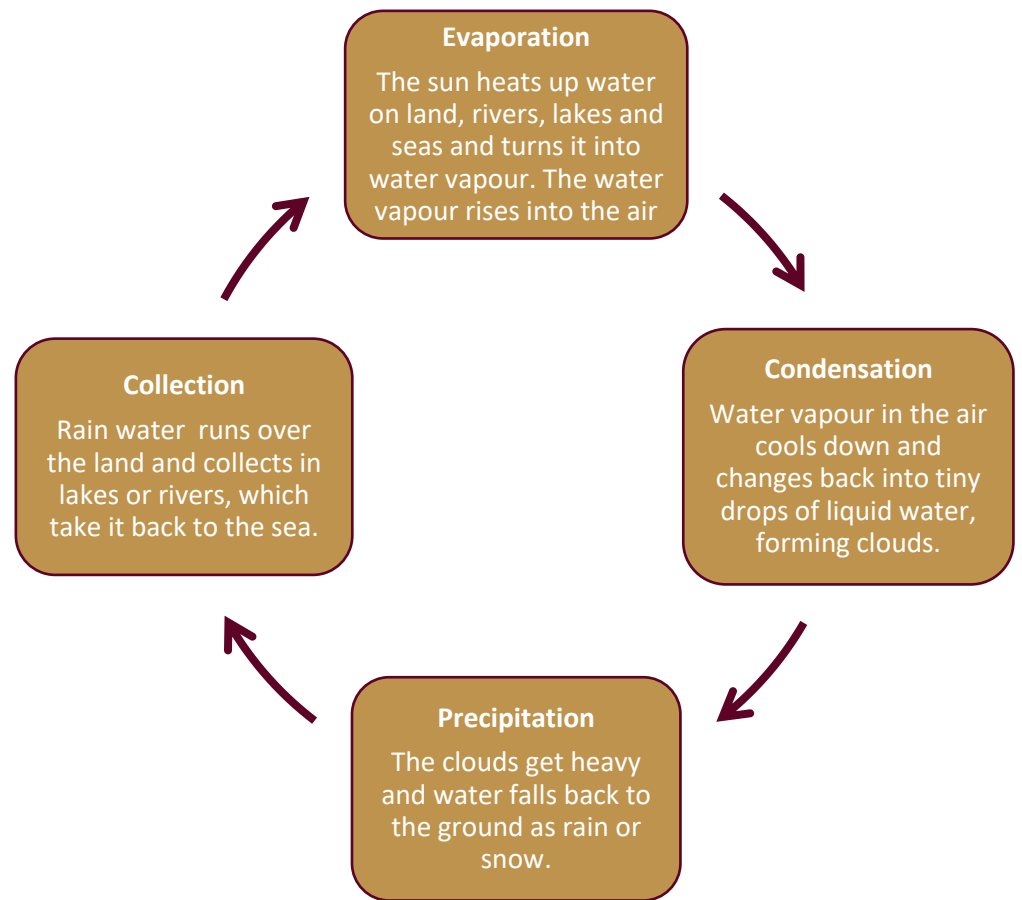 Evaporation
The sun heats up water
on land, rivers, lakes and
seas and turns it into
water vapour. The water
vapour rises into the air
Condensation
Water vapour in the air
cools down and
changes back into tiny
drops of liquid water,
forming clouds.
Precipitation
The clouds get heavy
and water falls back to
the ground as rain or
snow.
Collection
Rain water  runs over
the land and collects in
lakes or rivers, which
take it back to the sea.